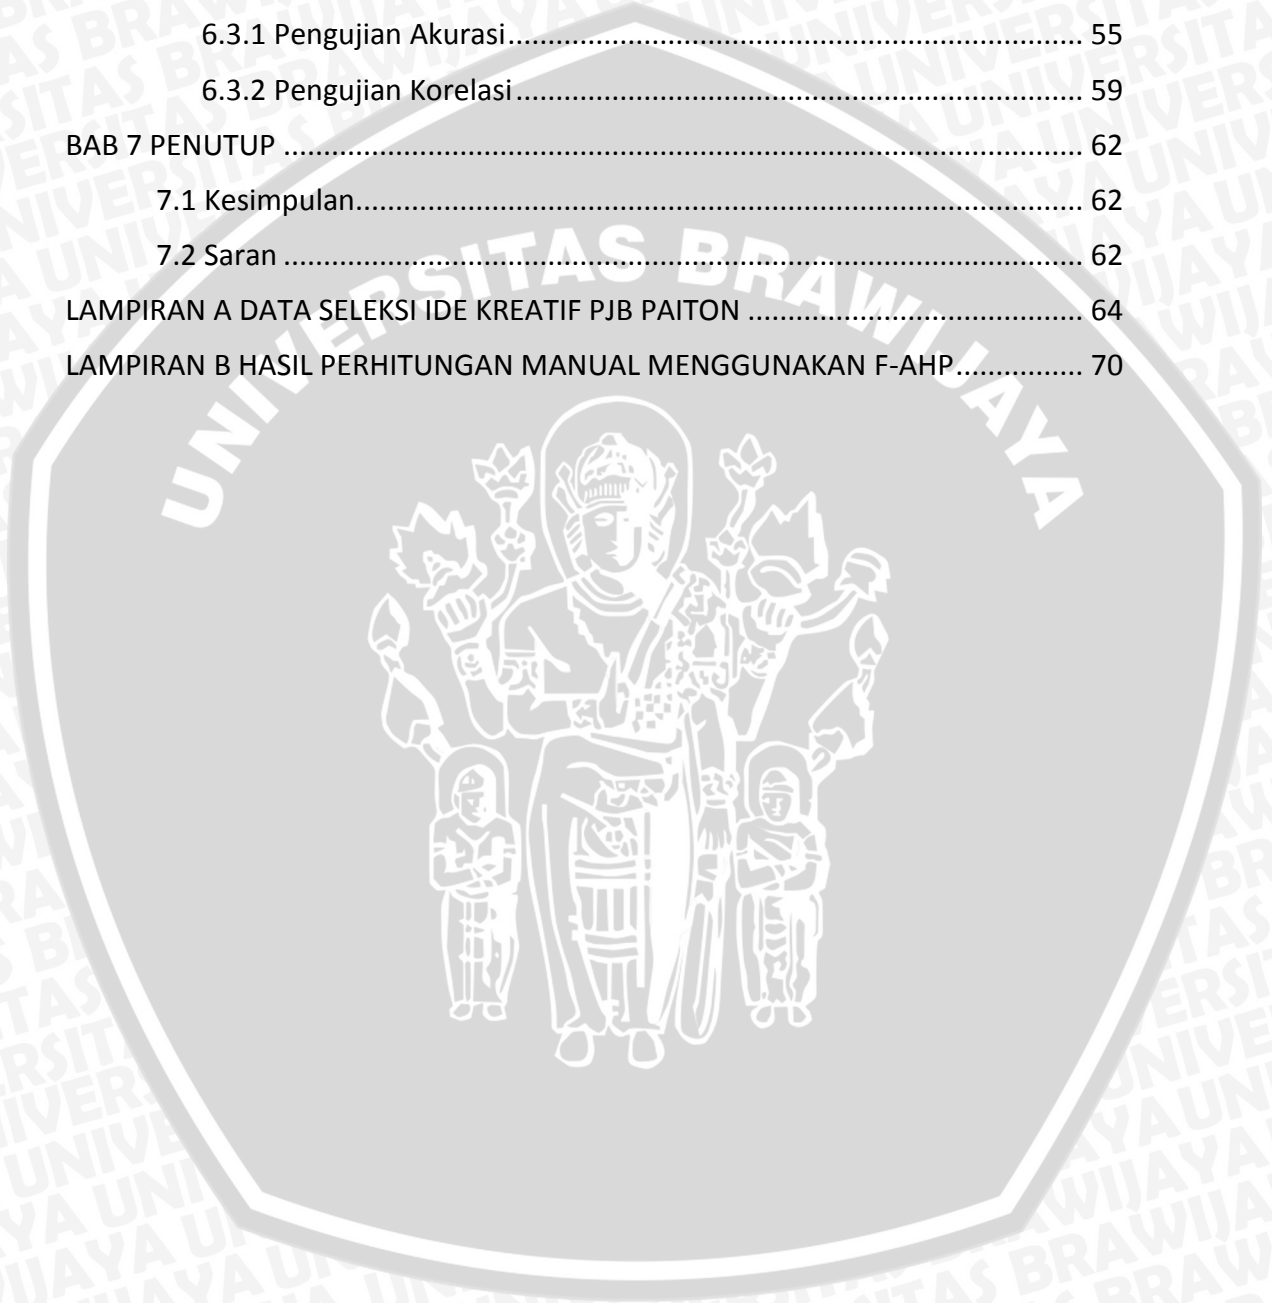 6.3.1 Pengujian Akurasi........................................................................ 55
6.3.2 Pengujian Korelasi....................................................................... 59
BAB 7 PENUTUP .................................................................................................... 62
7.1 Kesimpulan........................................................................................... 62
7.2 Saran .................................................................................................... 62
LAMPIRAN A DATA SELEKSI IDE KREATIF PJB PAITON .......................................... 64
LAMPIRAN B HASIL PERHITUNGAN MANUAL MENGGUNAKAN F-AHP................ 70
UNIVERSITAS BRAWIJAYA